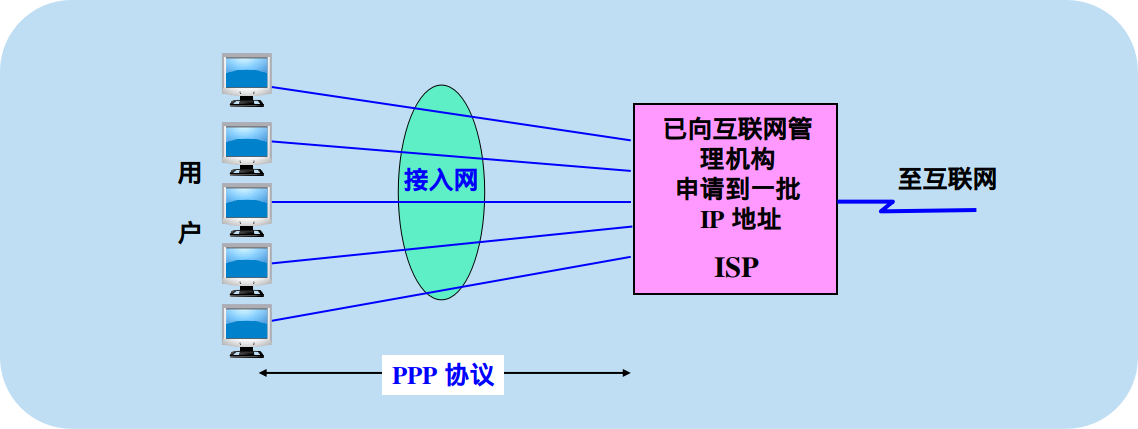 用
户
接入网
已向互联网管
理机构
申请到一批
IP 地址
ISP
至互联网
PPP 协议